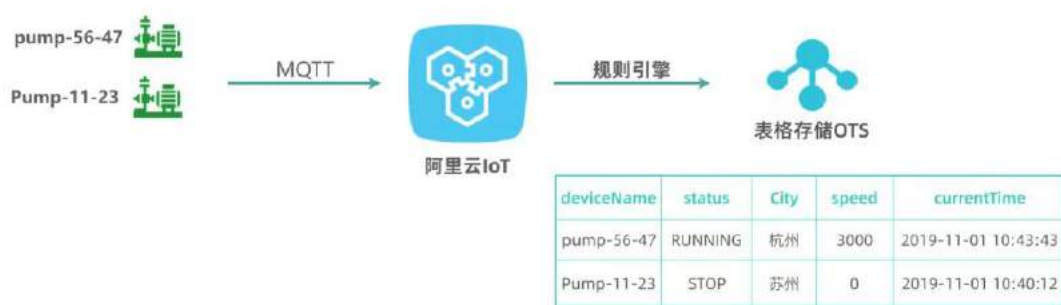 pump-56-47
Pump-11-23
MQTT
阿里云IoT
规则引擎
表格存储OTS
deviceName status City speed currentTime
pump-56-47 RUNNING 杭州 3000 2019-11-01 10:43:43
Pump-11-23 STOP 苏州 0 2019-11-01 10:40:12